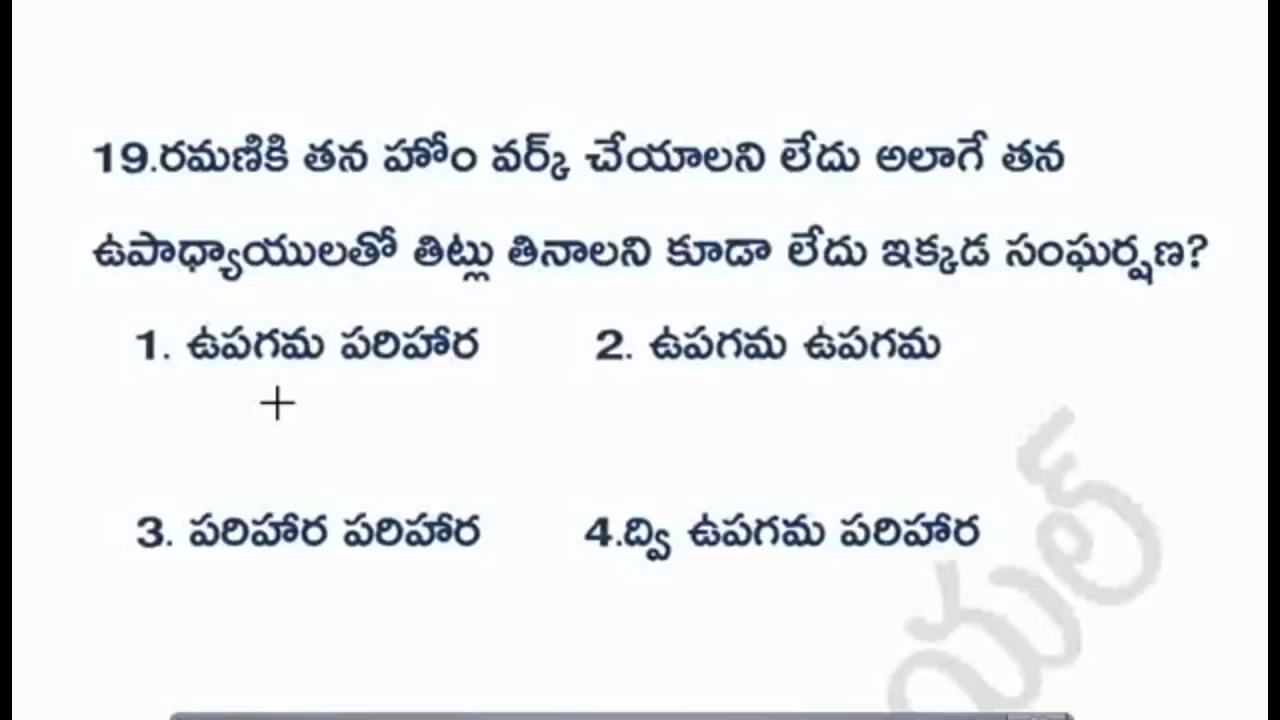 19.రమణికి తన హోం వర్క్ చేయాలని లేదు అలాగే తన
ఉపాధ్యాయులతో తిట్లు తినాలని కూడా లేదు ఇక్కడ సంఘర్షణ?
1. ఉపగమ పరిహార 2. ఉపగమ ఉపగమ
3. పరిహార పరిహార 4.ద్వి ఉపగమ పరిహార